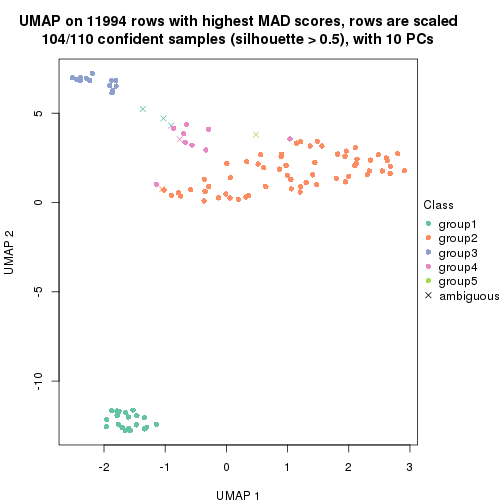 UMAP on 11994 rows with highest MAD scores, rows are scaled
104/110 confident samples (silhouette > 0.5), with 10 PCs
5
0
-5
-10
UMAP 2
-2
-1
0
1
2
3
UMAP 1
Class
group1
group2
group3
group4
group5
ambiguous